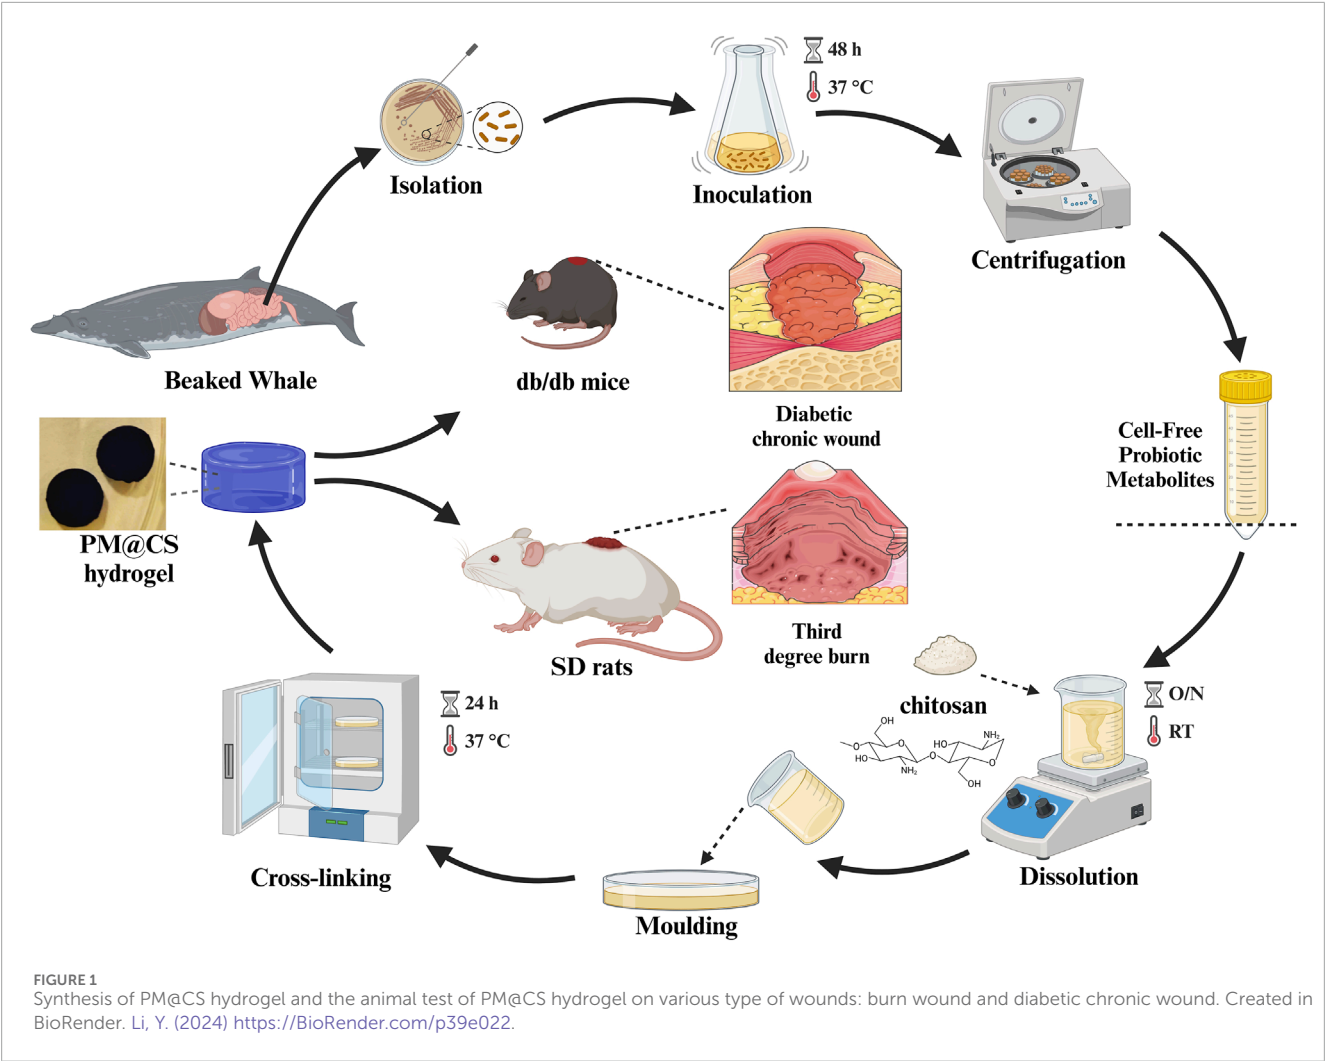 48 h
37 °C
Isolation
Inoculation
Centrifugation
Beaked Whale
db/db mice
Diabetic
chronic wound
Cell-Free
Probiotic
Metabolites
PM@CS
hydrogel
SD rats
Third
degree burn
chitosan
O/N
RT
OH
O
O
HO
NH₂
O
HO
NH₂
O
OH
24 h
37 °C
Cross-linking
Moulding
Dissolution
FIGURE 1
Synthesis of PM@CS hydrogel and the animal test of PM@CS hydrogel on various type of wounds: burn wound and diabetic chronic wound. Created in
BioRender. Li, Y. (2024) https://BioRender.com/p39e022.